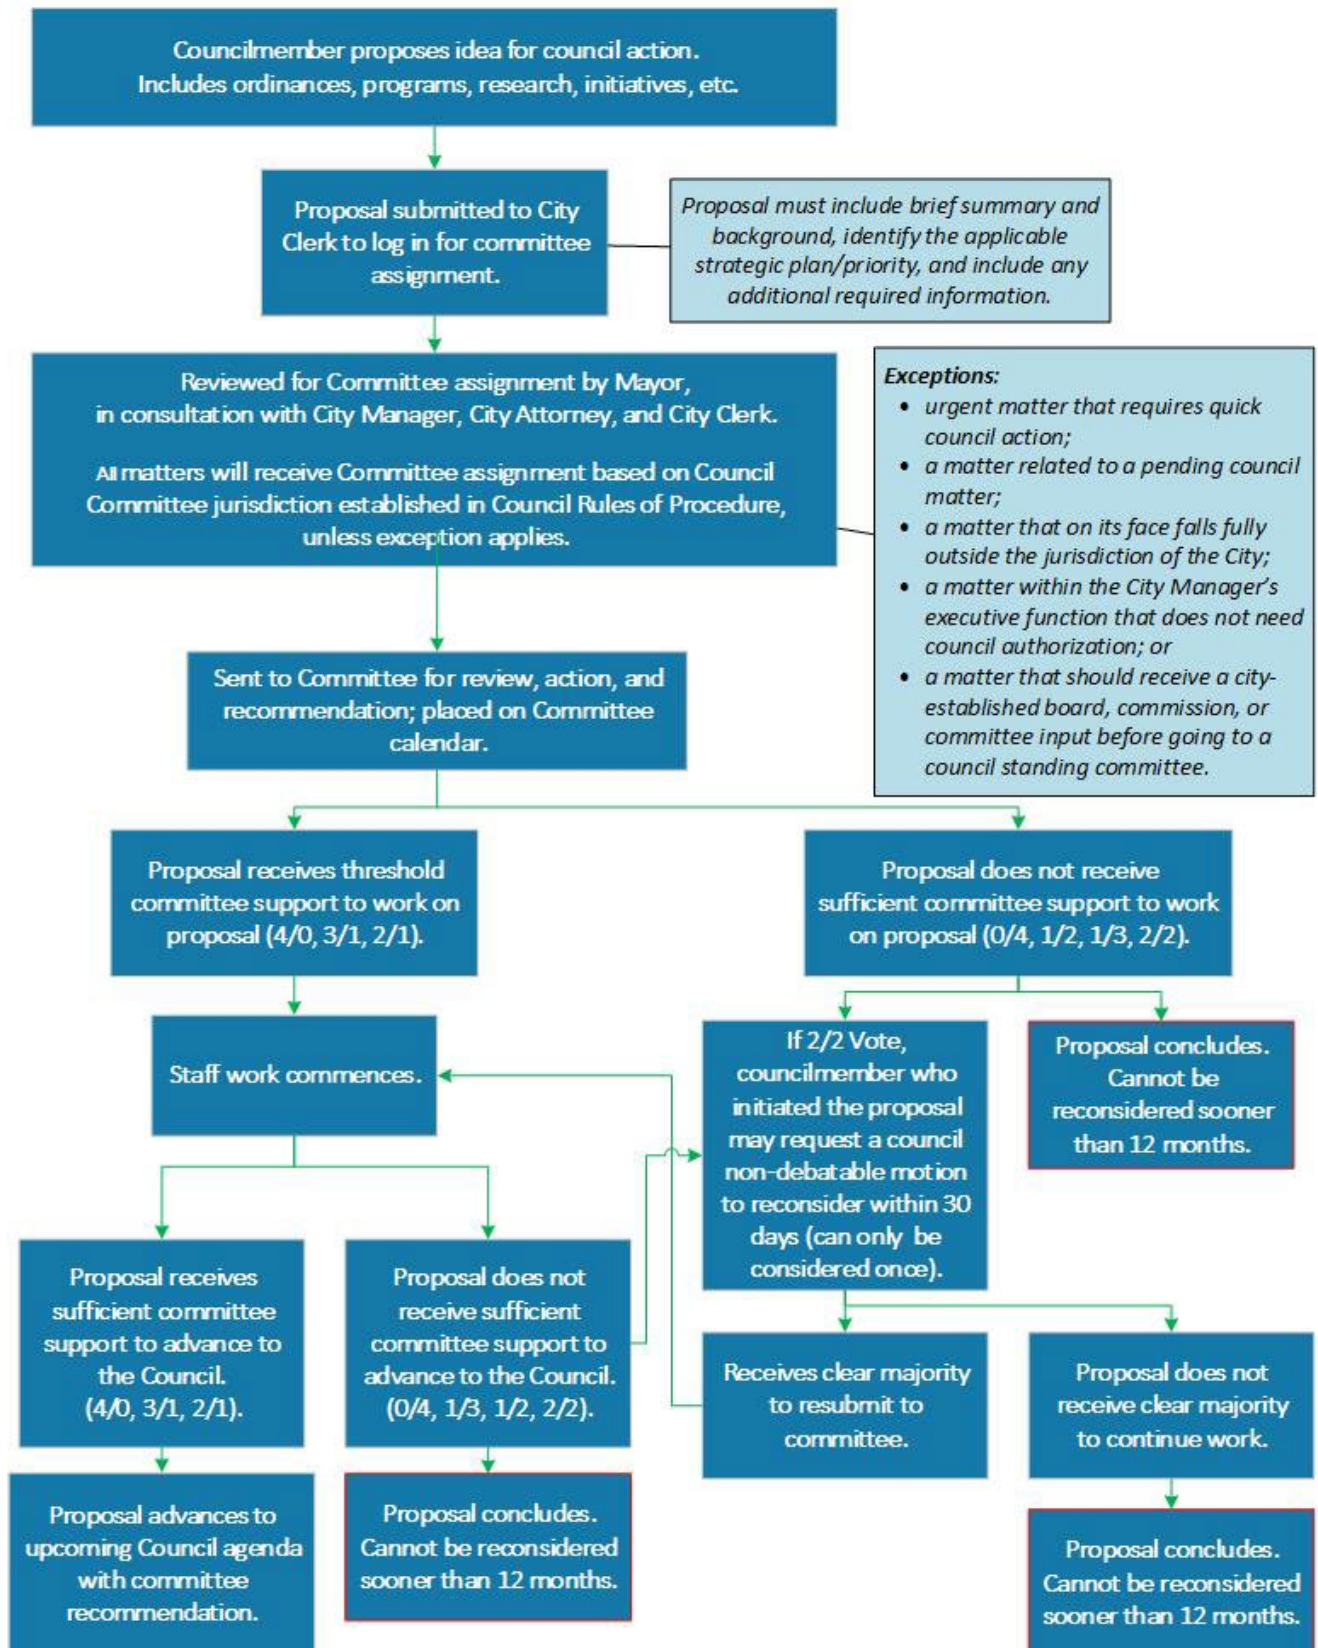 Councilmember proposes idea for council action.
Includes ordinances, programs, research, initiatives, etc.
Proposal submitted to City
Clerk to log in for committee
assignment.
Proposal must include brief summary and
background, identify the applicable
strategic plan/priority, and include any
additional required information.
Reviewed for Committee assignment by Mayor,
in consultation with City Manager, City Attorney, and City Clerk.
All matters will receive Committee assignment based on Council
Committee jurisdiction established in Council Rules of Procedure,
unless exception applies.
Exceptions:
• urgent matter that requires quick
council action;
• a matter related to a pending council
matter;
• a matter that on its face falls fully
outside the jurisdiction of the City;
• a matter within the City Manager's
executive function that does not need
council authorization; or
• a matter that should receive a city-
established board, commission, or
committee input before going to a
council standing committee.
Sent to Committee for review, action, and
recommendation; placed on Committee
calendar.
Proposal receives threshold
committee support to work on
proposal (4/0, 3/1, 2/1).
Proposal does not receive
sufficient committee support to work
on proposal (0/4, 1/2, 1/3, 2/2).
Staff work commences.
If 2/2 Vote,
councilmember who
initiated the proposal
may request a council
non-debatable motion
to reconsider within 30
days (can only be
considered once).
Proposal concludes.
Cannot be
reconsidered sooner
than 12 months.
Proposal receives
sufficient committee
support to advance to
the Council.
(4/0, 3/1, 2/1).
Proposal does not
receive sufficient
committee support to
advance to the Council.
(0/4, 1/3, 1/2, 2/2).
Receives clear majority
to resubmit to
committee.
Proposal does not
receive clear majority
to continue work.
Proposal advances to
upcoming Council agenda
with committee
recommendation.
Proposal concludes.
Cannot be reconsidered
sooner than 12 months.
Proposal concludes.
Cannot be reconsidered
sooner than 12 months.